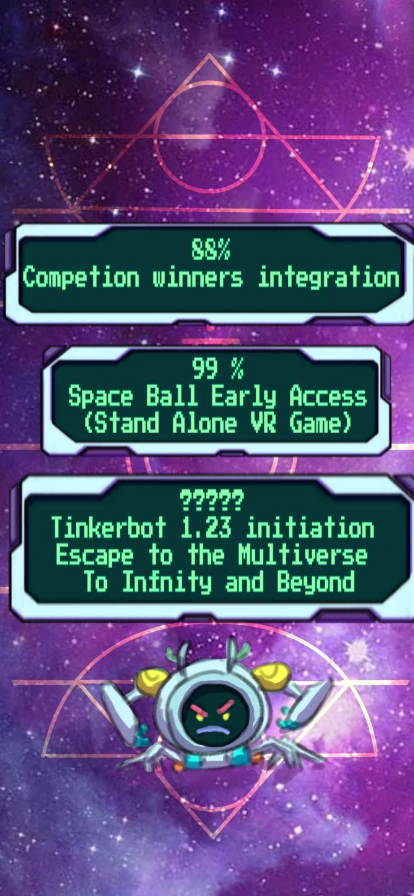 88%
Competion winners integration
99 %
Space Ball Early Access
(Stand Alone VR Game)
?????
Tinkerbot 1.23 initiation
Escape to the Multiverse
To Infinity and Beyond